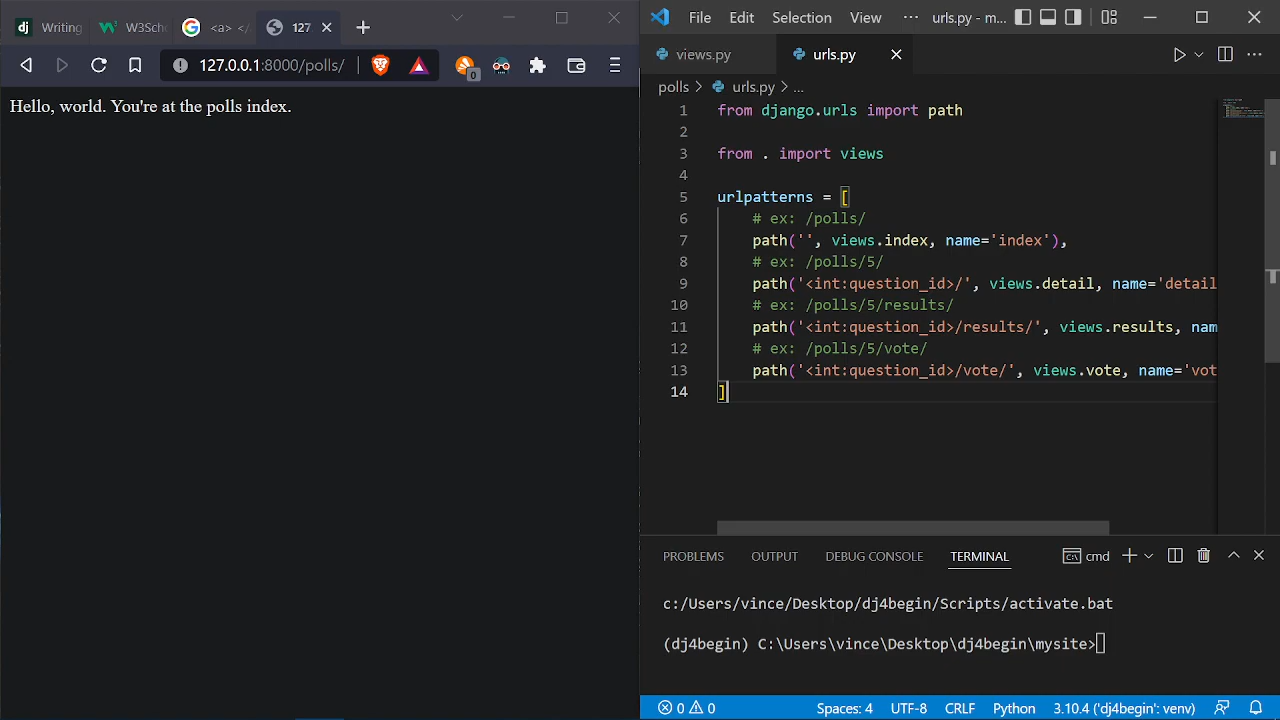 Writing
W3Scho
<a> </
127
127.0.0.1:8000/polls/
0
Hello, world. You're at the polls index.
File Edit Selection View ··· urls.py - m...
views.py
urls.py
polls > urls.py > ...
1 from django.urls import path
2
3 from . import views
4
5 urlpatterns = [
6 # ex: /polls/
7 path('', views.index, name='index'),
8 # ex: /polls/5/
9 path('<int:question_id>/', views.detail, name='detail
10 # ex: /polls/5/results/
11 path('<int:question_id>/results/', views.results, nam
12 # ex: /polls/5/vote/
13 path('<int:question_id>/vote/', views.vote, name='vot
14 ]
PROBLEMS OUTPUT DEBUG CONSOLE TERMINAL cmd
c:/Users/vince/Desktop/dj4begin/Scripts/activate.bat
(dj4begin) C:\Users\vince\Desktop\dj4begin\mysite>
0 0 Spaces: 4 UTF-8 CRLF Python 3.10.4 ('dj4begin': venv)